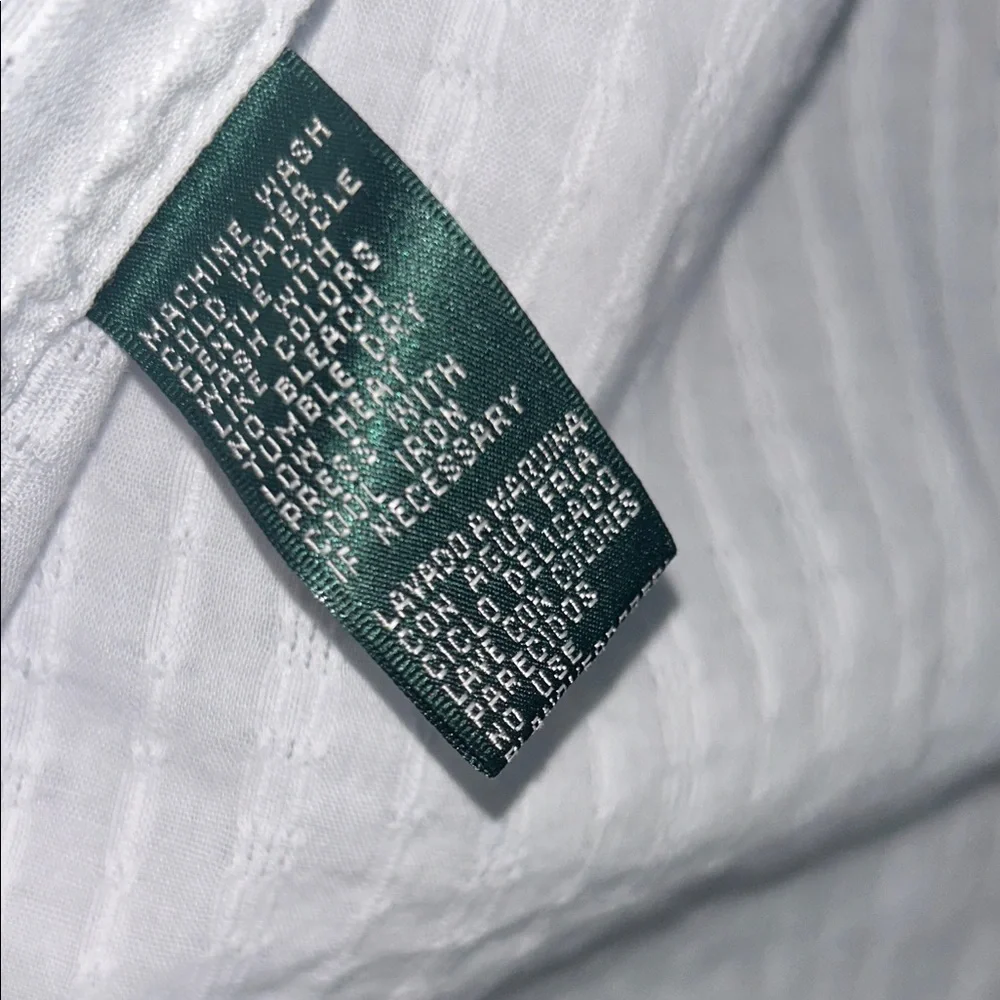 MACHINE WASH
COLD WATER
GENTLE CYCLE
WASH WITH
LIKE COLORS
NO BLEACH
TUMBLE DRY
LOW HEAT
PRESS WITH
COOL IRON
IF NECESSARY
LAVADO A MAQUINA
CON AGUA FRIA
CICLO DELICADO
LAVE CON COLORES
PARECIDOS
NO USE